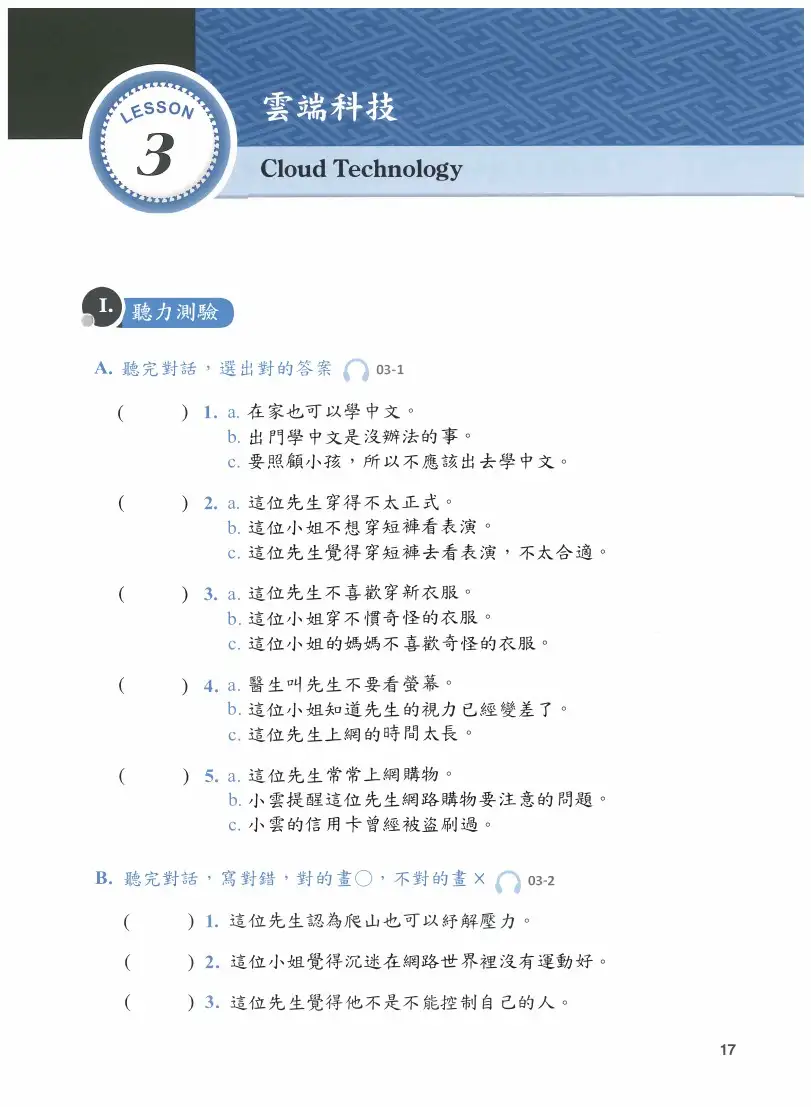 LESSON
3
雲端科技
Cloud Technology
I. 聽力測驗
A. 聽完對話，選出對的答案 03-1
( ) 1. a. 在家也可以學中文。
b. 出門學中文是沒辦法的事。
c. 要照顧小孩，所以不應該出去學中文。
( ) 2. a. 這位先生穿得不太正式。
b. 這位小姐不想穿短褲看表演。
c. 這位先生覺得穿短褲去看表演，不太合適。
( ) 3. a. 這位先生不喜歡穿新衣服。
b. 這位小姐穿不慣奇怪的衣服。
c. 這位小姐的媽媽不喜歡奇怪的衣服。
( ) 4. a. 醫生叫先生不要看螢幕。
b. 這位小姐知道先生的視力已經變差了。
c. 這位先生上網的時間太長。
( ) 5. a. 這位先生常常上網購物。
b. 小雲提醒這位先生網路購物要注意的問題。
c. 小雲的信用卡曾經被盜刷過。
B. 聽完對話，寫對錯，對的畫○，不對的畫× 03-2
( ) 1. 這位先生認為爬山也可以紓解壓力。
( ) 2. 這位小姐覺得沉迷在網路世界裡沒有運動好。
( ) 3. 這位先生覺得他不是不能控制自己的人。
17